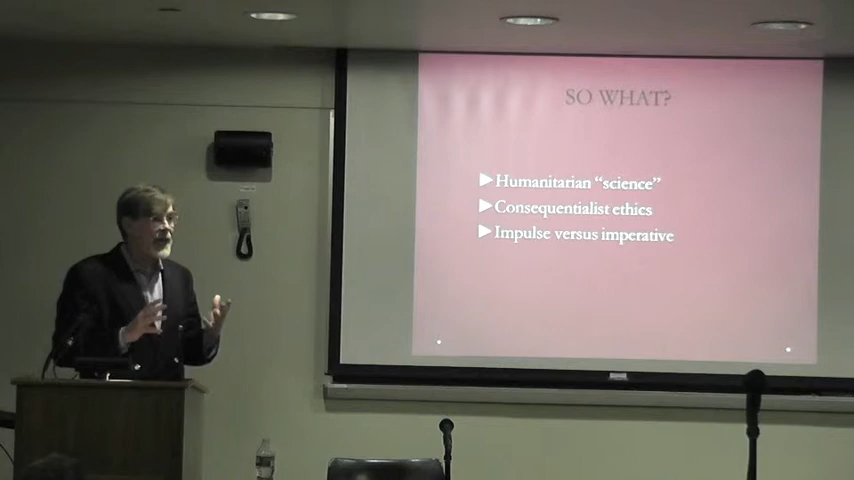 SO WHAT?
Humanitarian “science”
Consequentialist ethics
Impulse versus imperative